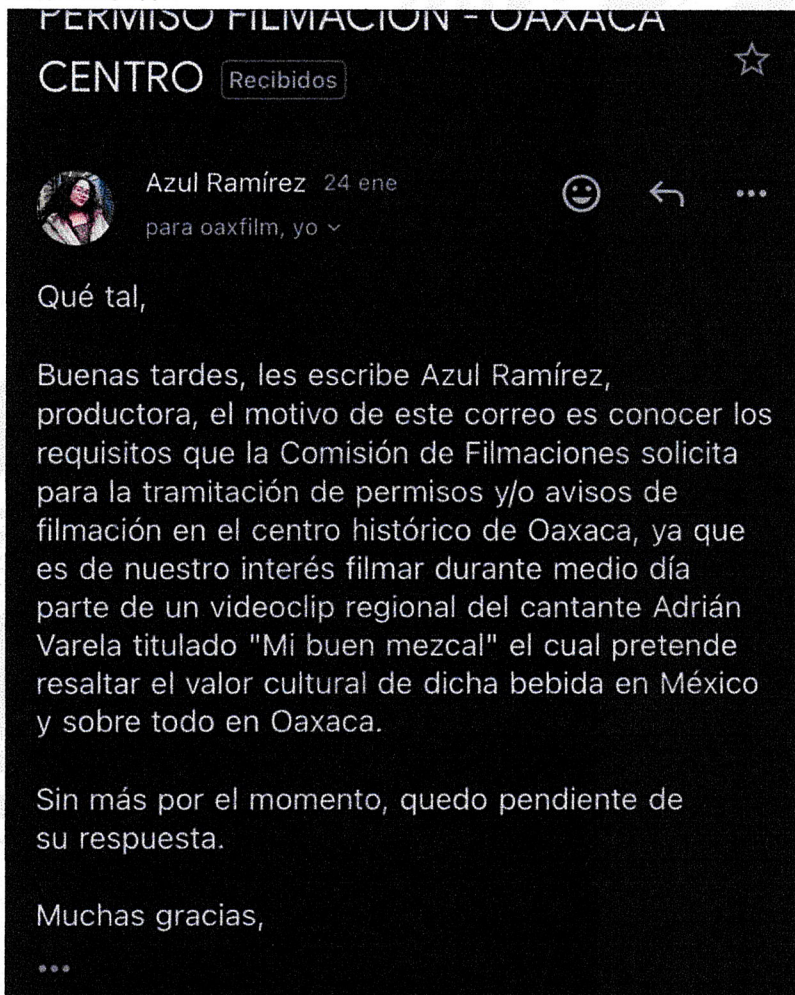 PERMISO FILMACIÓN - OAXACA
CENTRO Recibidos
Azul Ramírez 24 ene
para oaxfilm, yo
Qué tal,
Buenas tardes, les escribe Azul Ramírez,
productora, el motivo de este correo es conocer los
requisitos que la Comisión de Filmaciones solicita
para la tramitación de permisos y/o avisos de
filmación en el centro histórico de Oaxaca, ya que
es de nuestro interés filmar durante medio día
parte de un videoclip regional del cantante Adrián
Varela titulado "Mi buen mezcal" el cual pretende
resaltar el valor cultural de dicha bebida en México
y sobre todo en Oaxaca.
Sin más por el momento, quedo pendiente de
su respuesta.
Muchas gracias,